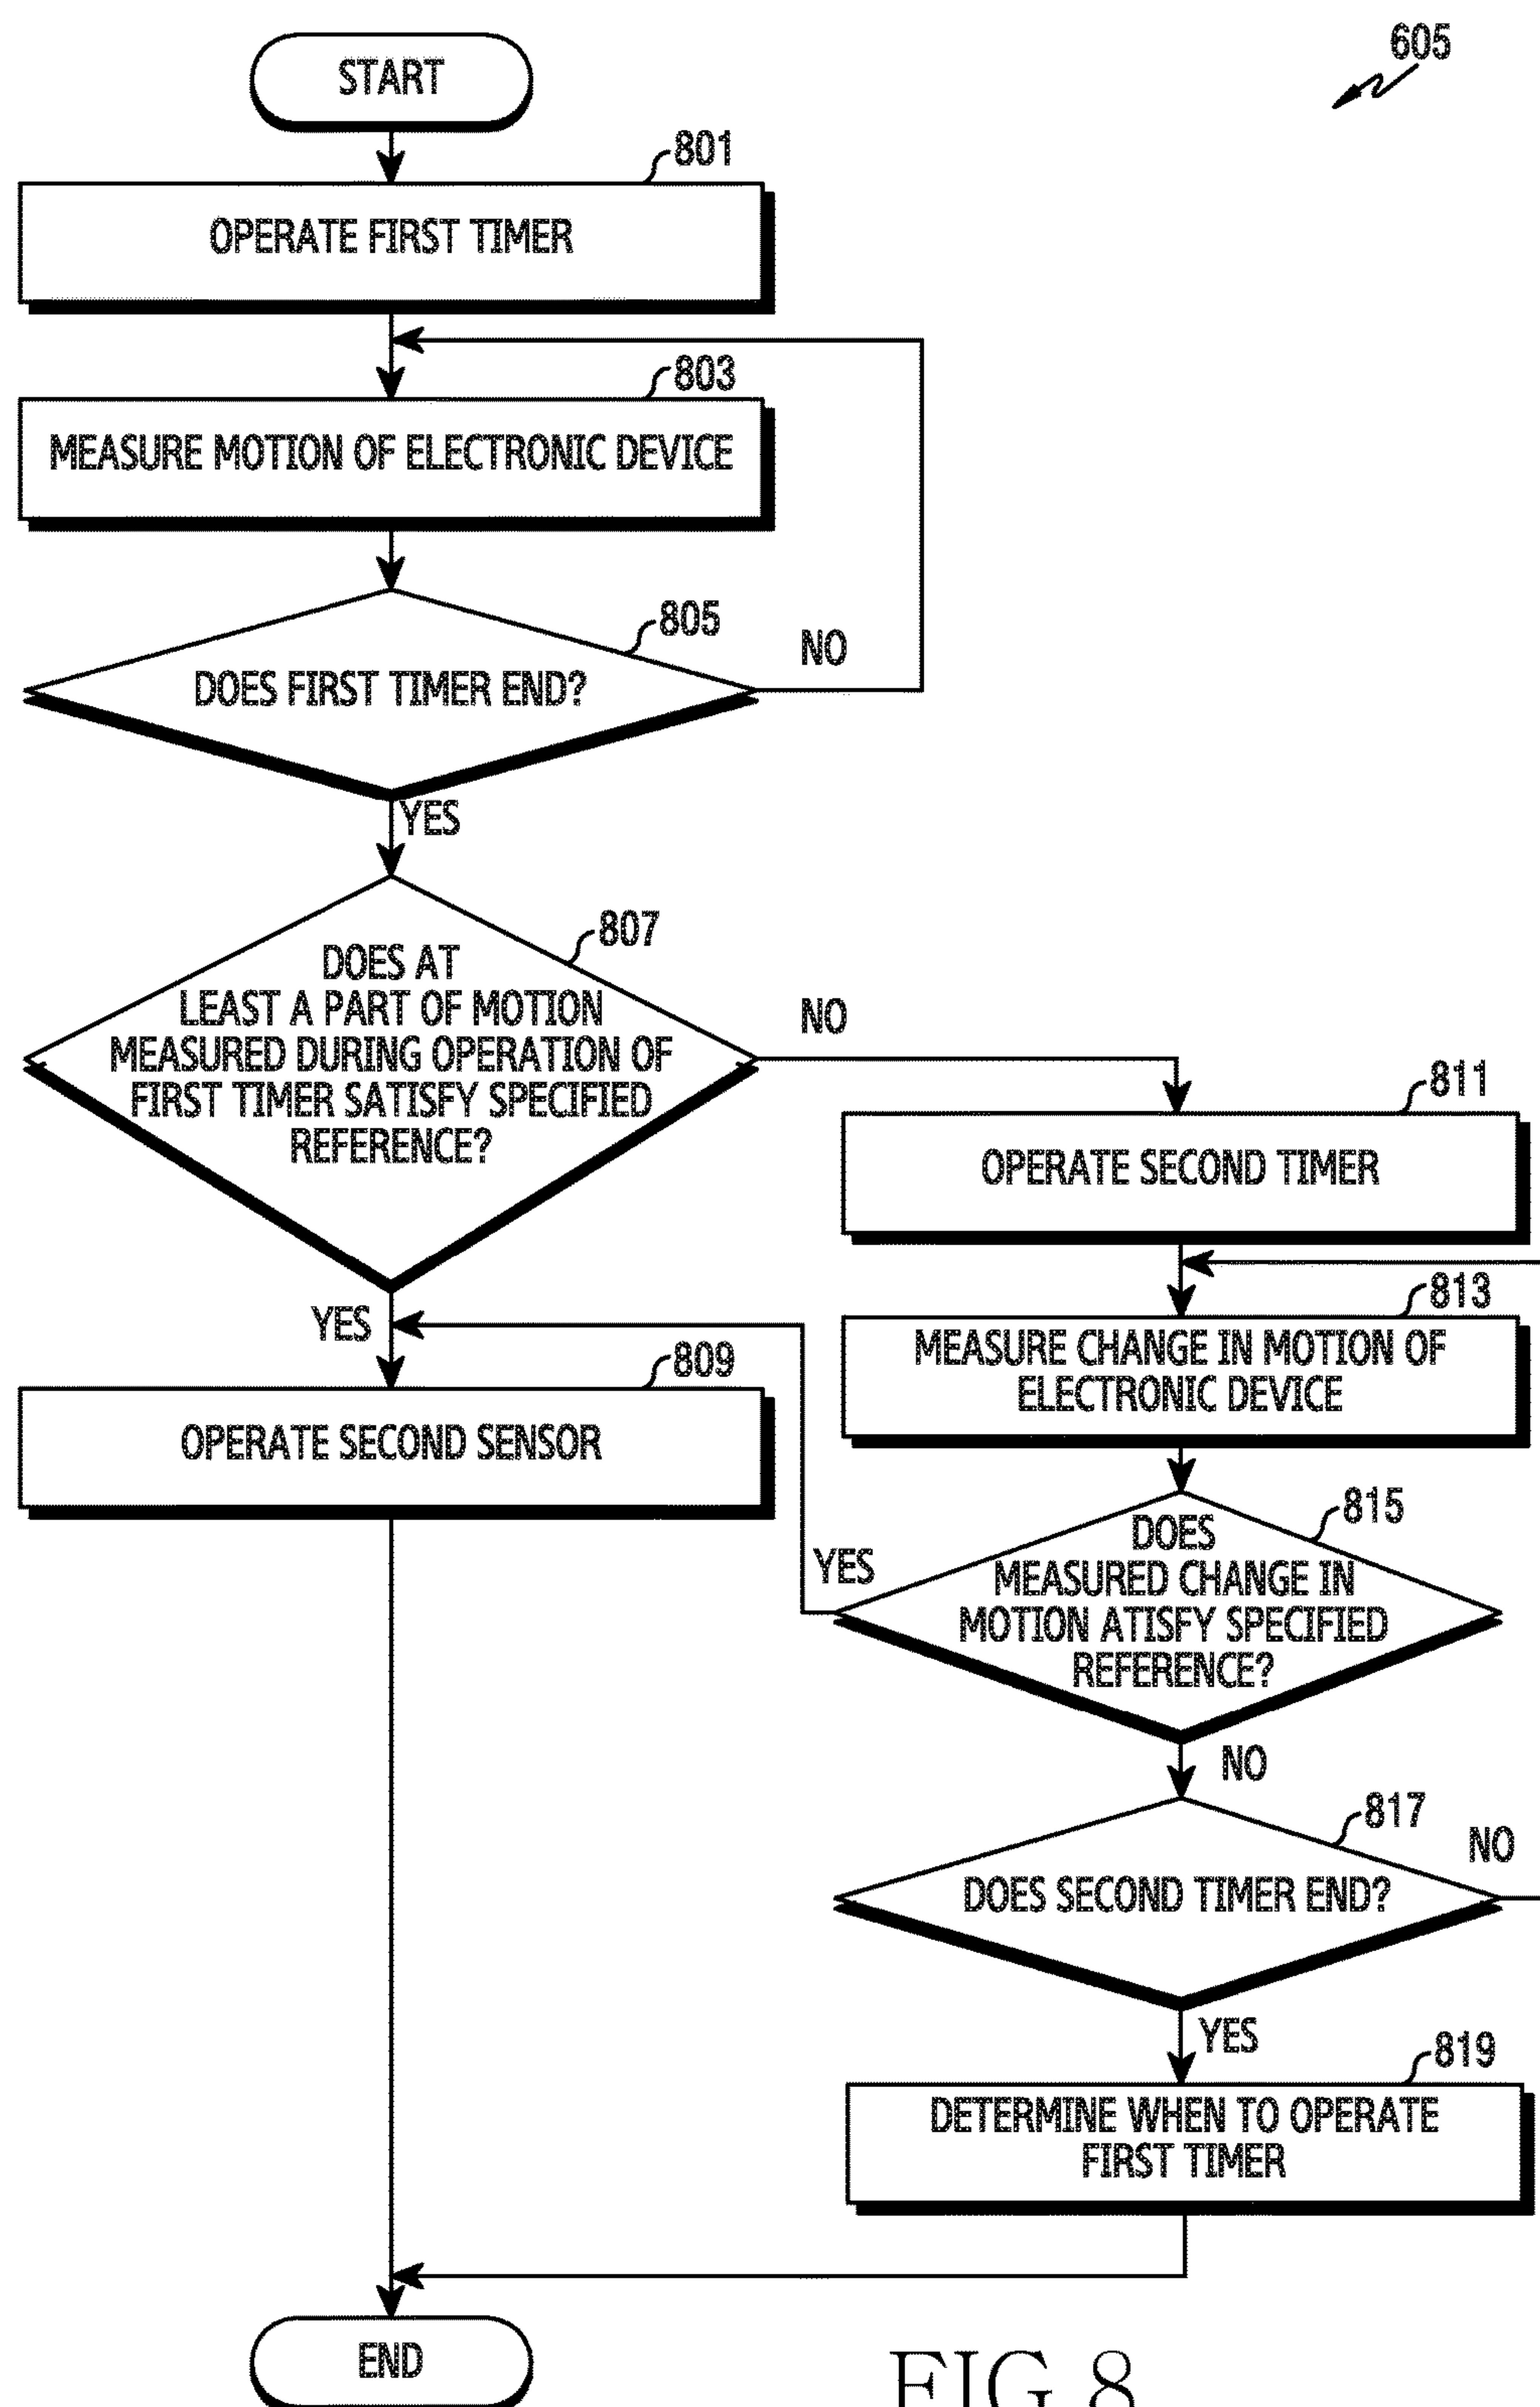 605
START
801
OPERATE FIRST TIMER
803
MEASURE MOTION OF ELECTRONIC DEVICE
805
DOES FIRST TIMER END?
NO
YES
807
DOES AT
LEAST A PART OF MOTION
MEASURED DURING OPERATION OF
FIRST TIMER SATISFY SPECIFIED
REFERENCE?
NO
YES
809
OPERATE SECOND SENSOR
811
OPERATE SECOND TIMER
813
MEASURE CHANGE IN MOTION OF
ELECTRONIC DEVICE
815
DOES
MEASURED CHANGE IN
MOTION ATISFY SPECIFIED
REFERENCE?
YES
NO
817
DOES SECOND TIMER END?
NO
YES
819
DETERMINE WHEN TO OPERATE
FIRST TIMER
END
FIG.8